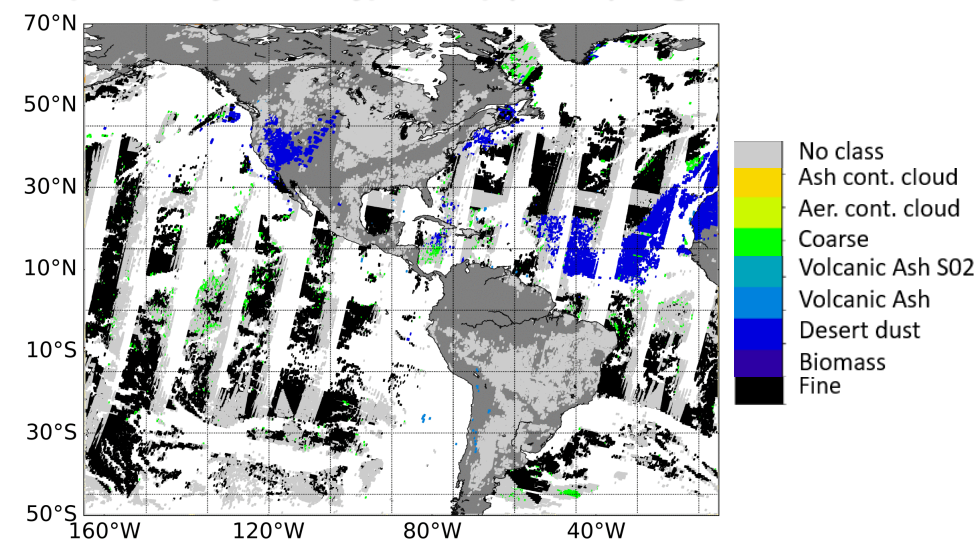 70°N
50°N
30°N
10°N
10°S
30°S
50°S
160°W
120°W
80°W
40°W
No class
Ash cont. cloud
Aer. cont. cloud
Coarse
Volcanic Ash S02
Volcanic Ash
Desert dust
Biomass
Fine